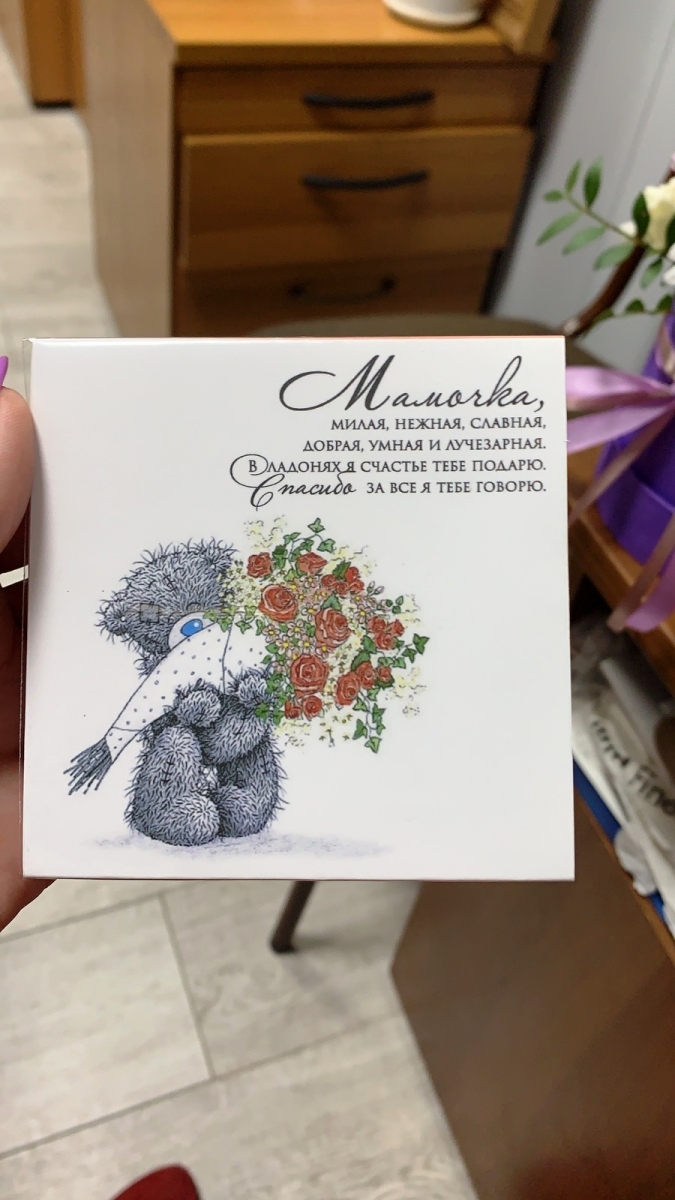 Мамочка,
МИЛАЯ, НЕЖНАЯ, СЛАВНАЯ,
ДОБРАЯ, УМНАЯ И ЛУЧЕЗАРНАЯ.
В ЛАДОНЯХ Я СЧАСТЬЕ ТЕБЕ ПОДАРЮ.
Спасибо ЗА ВСЕ Я ТЕБЕ ГОВОРЮ.